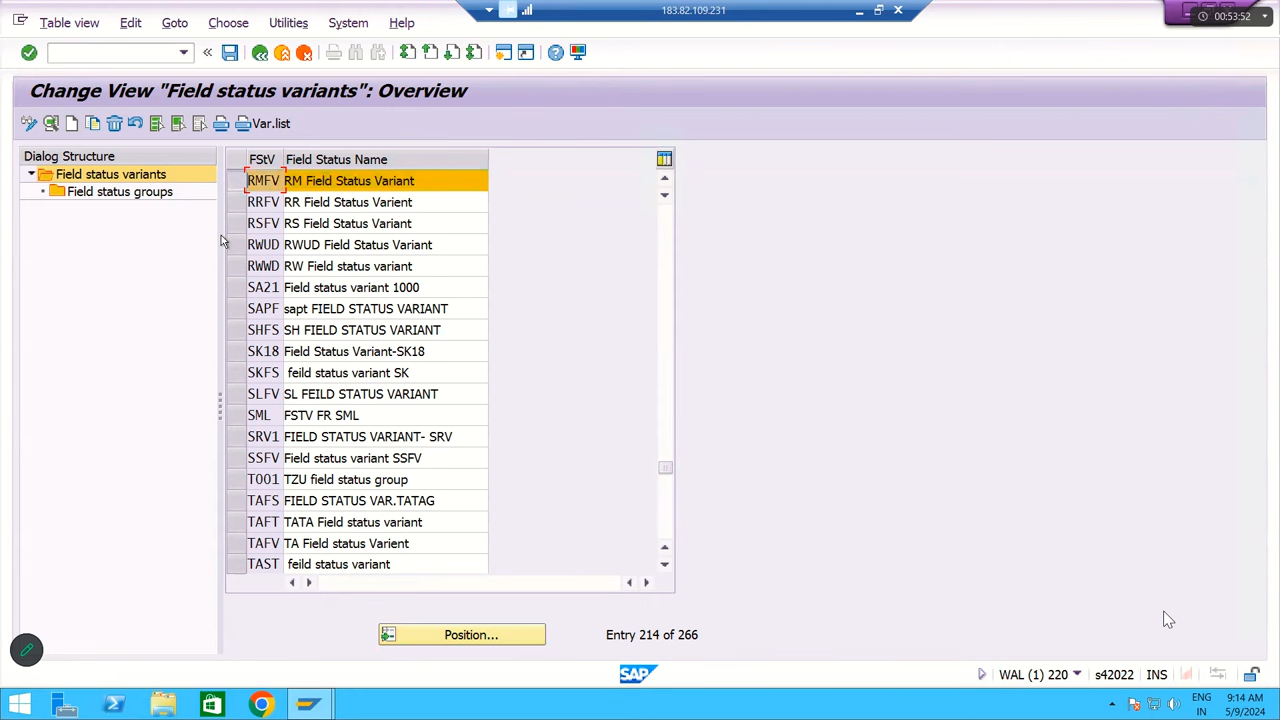 183.82.109.231
00:53:52
Table view Edit Goto Choose Utilities System Help
Change View "Field status variants": Overview
Var.list
Dialog Structure
Field status variants
Field status groups
FStV Field Status Name
RMFV RM Field Status Variant
RRFV RR Field Status Varient
RSFV RS Field Status Variant
RWUD RWUD Field Status Variant
RWWD RW Field status variant
SA21 Field status variant 1000
SAPF sapt FIELD STATUS VARIANT
SHFS SH FIELD STATUS VARIANT
SK18 Field Status Variant-SK18
SKFS feild status variant SK
SLFV SL FEILD STATUS VARIANT
SML FSTV FR SML
SRV1 FIELD STATUS VARIANT- SRV
SSFV Field status variant SSFV
T001 TZU field status group
TAFS FIELD STATUS VAR.TATAG
TAFT TATA Field status variant
TAFV TA Field status Varient
TAST feild status variant
Position... Entry 214 of 266
SAP
WAL (1) 220 s42022 INS
ENG 9:14 AM
IN 5/9/2024